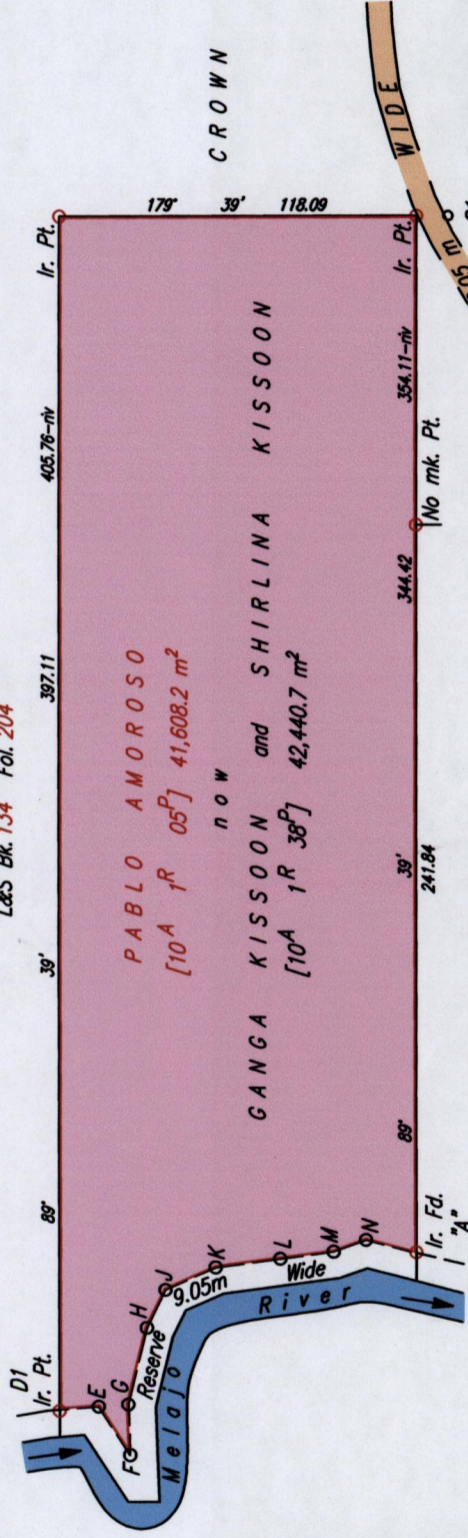 L&S Bk. 134 Fol. 204
D1
Ir. Pt.
89° 39' 397.11 405.76-riv
Ir. Pt.
PABLO AMOROSO
[10A 1R 05P] 41,608.2 m²
now
GANGA KISSOON and SHIRLINA KISSOON
[10A 1R 38P] 42,440.7 m²
179° 39' 118.09
CROWN
E
F
G
H
J
K
L
M
N
Reserve 9.05m Wide
Melajo River
89° 39' 344.42 354.11-riv
241.84
Ir. Fd.
"A"
No mk. Pt.
Ir. Pt.
WIDE